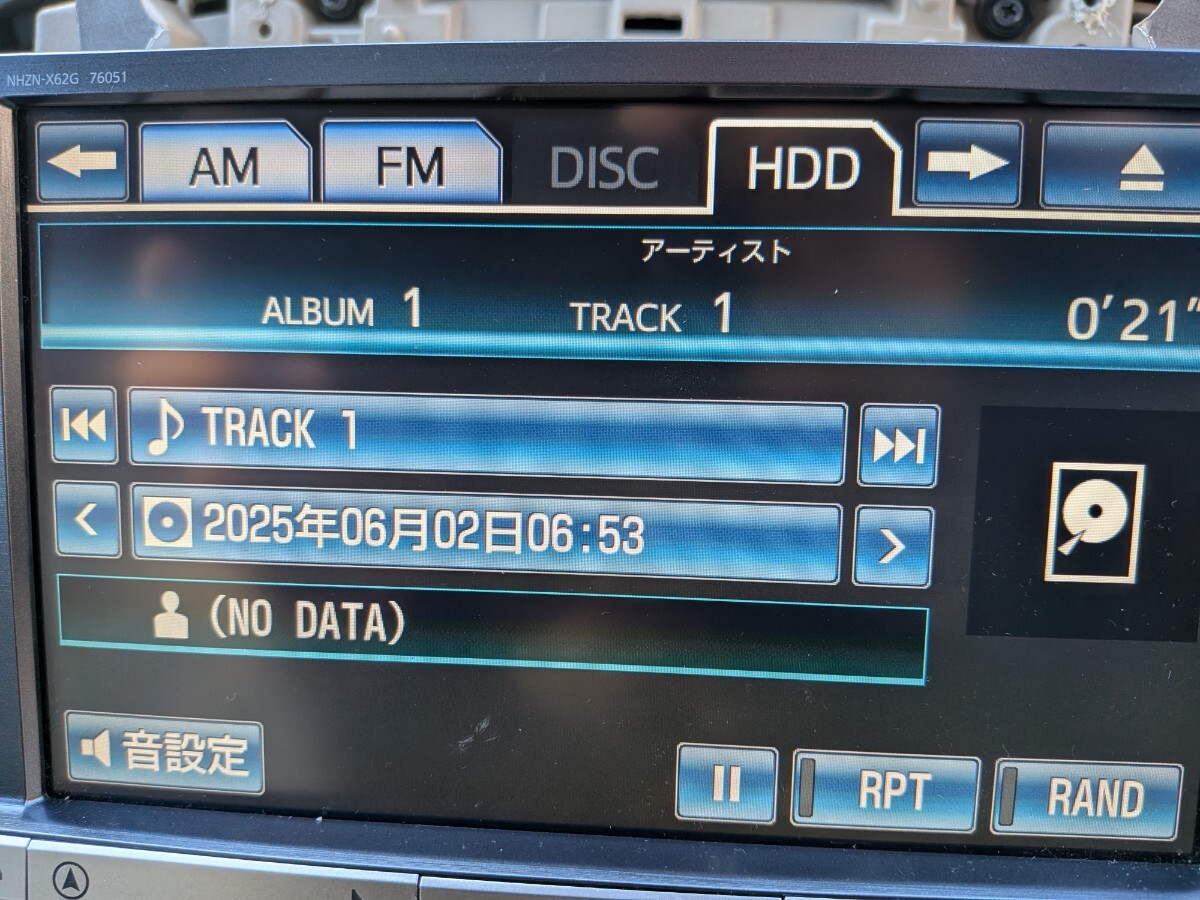 NHZN-X62G 76051
AM FM DISC HDD
アーティスト
ALBUM 1 TRACK 1 0'21"
TRACK 1
2025年06月02日06:53
(NO DATA)
音設定
RPT RAND